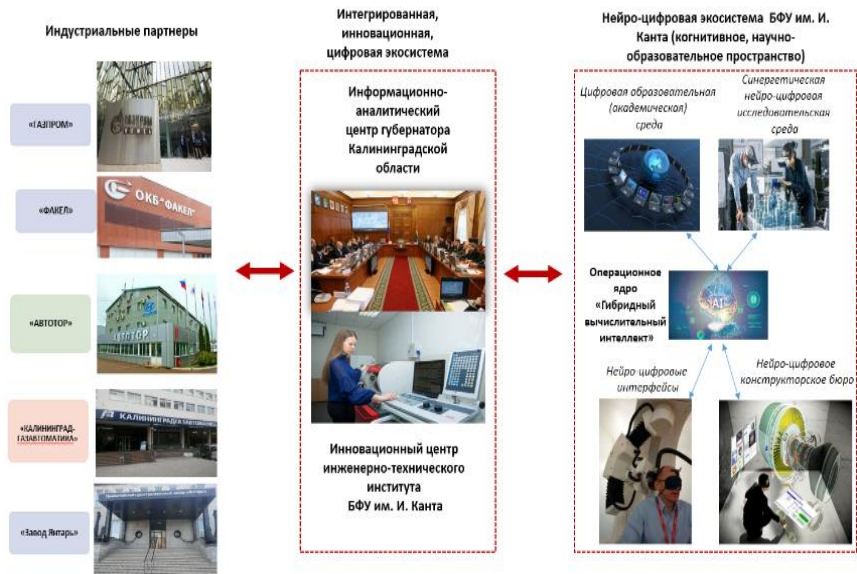 Индустриальные партнеры
«ГАЗПРОМ»
«ФАКЕЛ»
ОКБ "ФАКЕЛ"
«АВТОТОР»
АВТОТОР
«КАЛИНИНГРАД-
ГАЗАВТОМАТИКА»
«Завод Янтарь»
Интегрированная,
инновационная,
цифровая экосистема
Информационно-
аналитический
центр губернатора
Калининградской
области
Инновационный центр
инженерно-технического
института
БФУ им. И. Канта
Нейро-цифровая экосистема БФУ им. И.
Канта (когнитивное, научно-
образовательное пространство)
Цифровая образовательная
(академическая)
среда
Синергетическая
нейро-цифровая
исследовательская
среда
Операционное
ядро
«Гибридный
вычислительный
интеллект»
AI
Нейро-цифровые
интерфейсы
Нейро-цифровое
конструкторское бюро